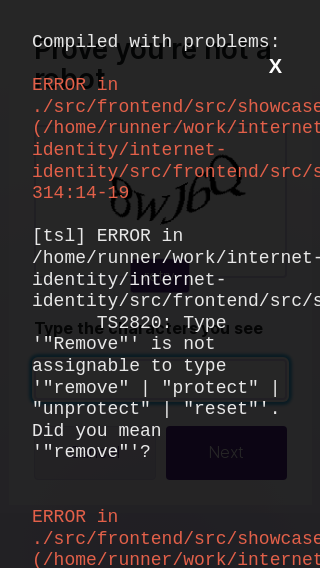 Compiled with problems:
X
Prove you're not a
robot
ERROR in
./src/frontend/src/showcase
(/home/runner/work/internet-
identity/internet-
identity/src/frontend/src/s
314:14-19
[tsl] ERROR in
/home/runner/work/internet-
identity/internet-
identity/src/frontend/src/s
TS2820: Type
'"Remove"' is not
assignable to type
'"remove" | "protect" |
"unprotect" | "reset"'.
Did you mean
'"remove"'?
Type the characters you see
Next
ERROR in
./src/frontend/src/showcase
(/home/runner/work/internet